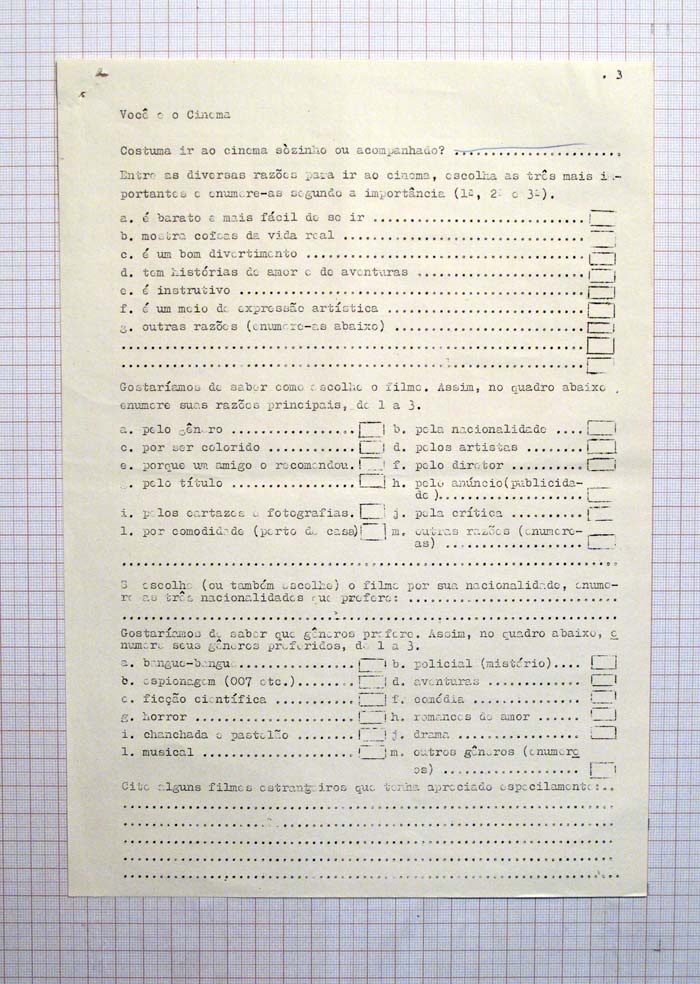 . 3
Você e o Cinema
Costuma ir ao cinema sòzinho ou acompanhado? ........................
Entre as diversas razões para ir ao cinema, escolha as três mais im-
portantes e enumere-as segundo a importância (1ª, 2ª e 3ª).
a. é barato e mais fácil de se ir ..............................
b. mostra coisas da vida real ...................................
c. é um bom divertimento ........................................
d. tem histórias de amor e de aventuras ........................
e. é instrutivo .................................................
f. é um meio de expressão artística .............................
g. outras razões (enumere-as abaixo) ............................
................................................................
................................................................
Gostaríamos de saber como escolhe o filme. Assim, no quadro abaixo,
enumere suas razões principais, de 1 a 3.
a. pelo gênero .................. b. pela nacionalidade ....
c. por ser colorido ............. d. pelos artistas ........
e. porque um amigo o recomendou. f. pelo diretor ..........
g. pelo título .................. h. pelo anúncio(publicida-
de )....................
i. pelos cartazes e fotografias. j. pela crítica ..........
l. por comodidade (perto de casa) m. outras razões (enumere-
as) ....................
................................................................
S escolhe (ou também escolhe) o filme por sua nacionalidade, enume-
re as três nacionalidades que prefere: ..............................
................................................................
Gostaríamos de saber que gêneros prefere. Assim, no quadro abaixo, e
numere seus gêneros preferidos, de 1 a 3.
a. bangue-bangue................. b. policial (mistério)....
c. espionagem (007 etc.)......... d. aventuras ..............
e. ficção científica ............ f. comédia ................
g. horror ....................... h. romances de amor ......
i. chanchada e pastelão ......... j. drama ..................
l. musical ...................... m. outros gêneros (enumere
os) ....................
Cite alguns filmes estrangeiros que tenha apreciado especilamente:..
................................................................
................................................................
................................................................
................................................................
................................................................